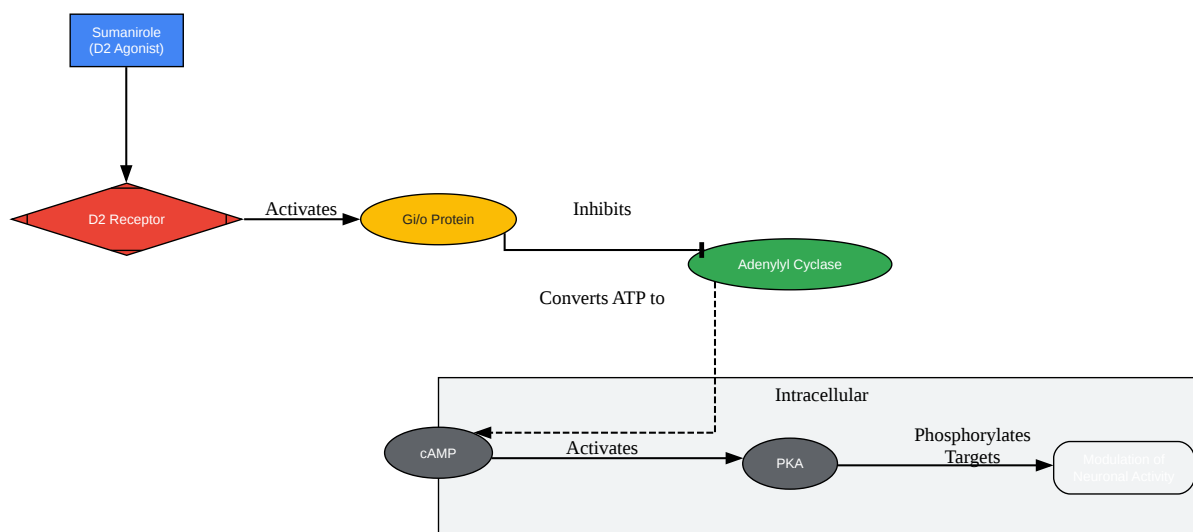 Sumanirole
(D2 Agonist)
D2 Receptor
Activates
Gi/o Protein
Inhibits
Adenylyl Cyclase
Converts ATP to
Intracellular
cAMP
Activates
PKA
Phosphorylates
Targets
Modulation of
Neuronal Activity